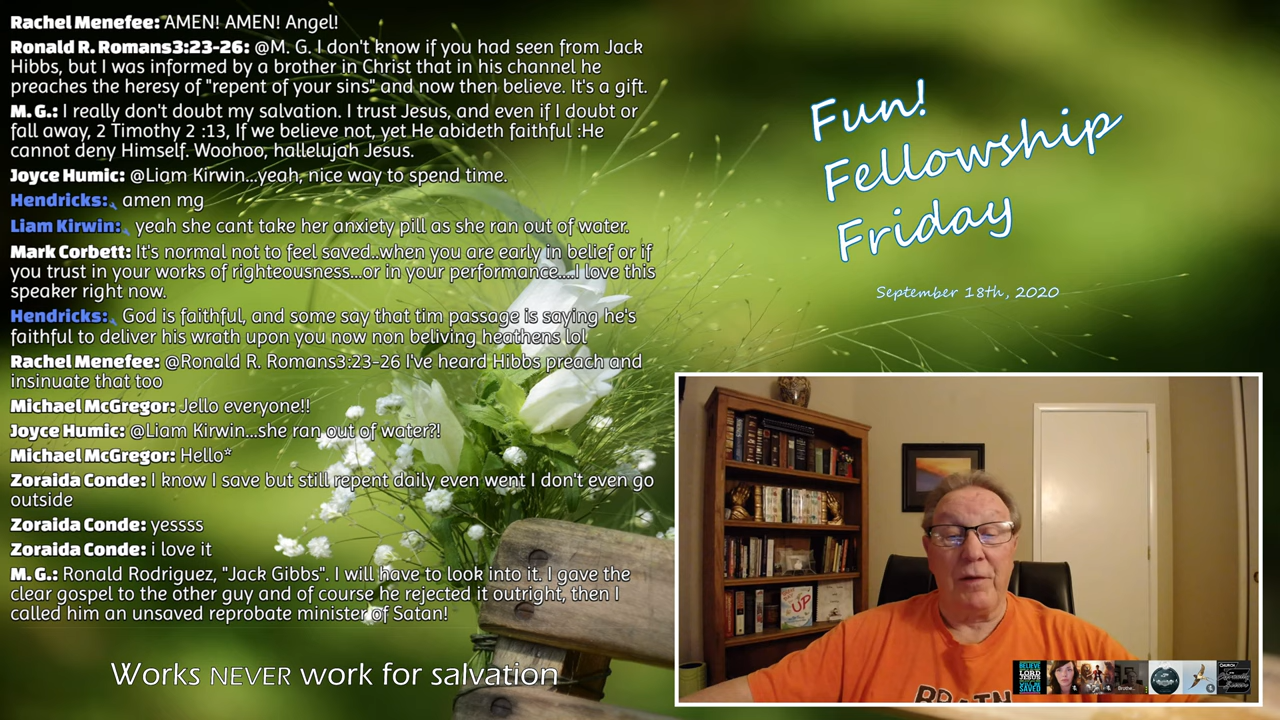 Rachel Menefee: AMEN! AMEN! Angel!
Ronald R. Romans3:23-26: @M. G. I don't know if you had seen from Jack
Hibbs, but I was informed by a brother in Christ that in his channel he
preaches the heresy of "repent of your sins" and now then believe. It's a gift.
M. G.: I really don't doubt my salvation. I trust Jesus, and even if I doubt or
fall away, 2 Timothy 2 :13, If we believe not, yet He abideth faithful :He
cannot deny Himself. Woohoo, hallelujah Jesus.
Joyce Humic: @Liam Kirwin...yeah, nice way to spend time.
Hendricks: amen mg
Liam Kirwin: yeah she cant take her anxiety pill as she ran out of water.
Mark Corbett: It's normal not to feel saved..when you are early in belief or if
you trust in your works of righteousness...or in your performance....I love this
speaker right now.
Hendricks: God is faithful, and some say that tim passage is saying he's
faithful to deliver his wrath upon you now non beliving heathens lol
Rachel Menefee: @Ronald R. Romans3:23-26 I've heard Hibbs preach and
insinuate that too
Michael McGregor: Jello everyone!!
Joyce Humic: @Liam Kirwin...she ran out of water?!
Michael McGregor: Hello*
Zoraida Conde: I know I save but still repent daily even went I don't even go
outside
Zoraida Conde: yessss
Zoraida Conde: i love it
M. G.: Ronald Rodriguez, "Jack Gibbs". I will have to look into it. I gave the
clear gospel to the other guy and of course he rejected it outright, then I
called him an unsaved reprobate minister of Satan!
Works NEVER work for salvation
Fun!
Fellowship
Friday
September 18th, 2020
UP
BELIEVE
SAVED
Brothe...
CHURCH